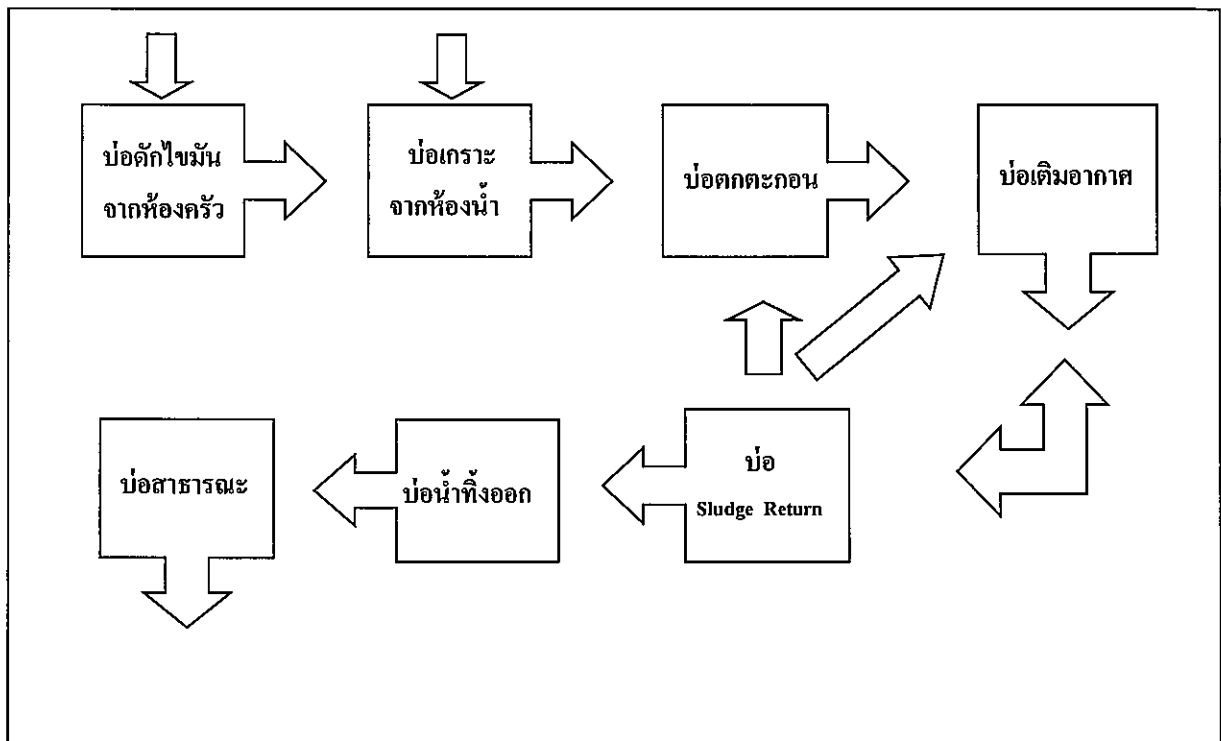 บ่อดักไขมัน
จากห้องครัว
บ่อเกราะ
จากห้องน้ำ
บ่อตกตะกอน
บ่อเติมอากาศ
บ่อสาธารณะ
บ่อน้ำทิ้งออก
บ่อ
Sludge Return